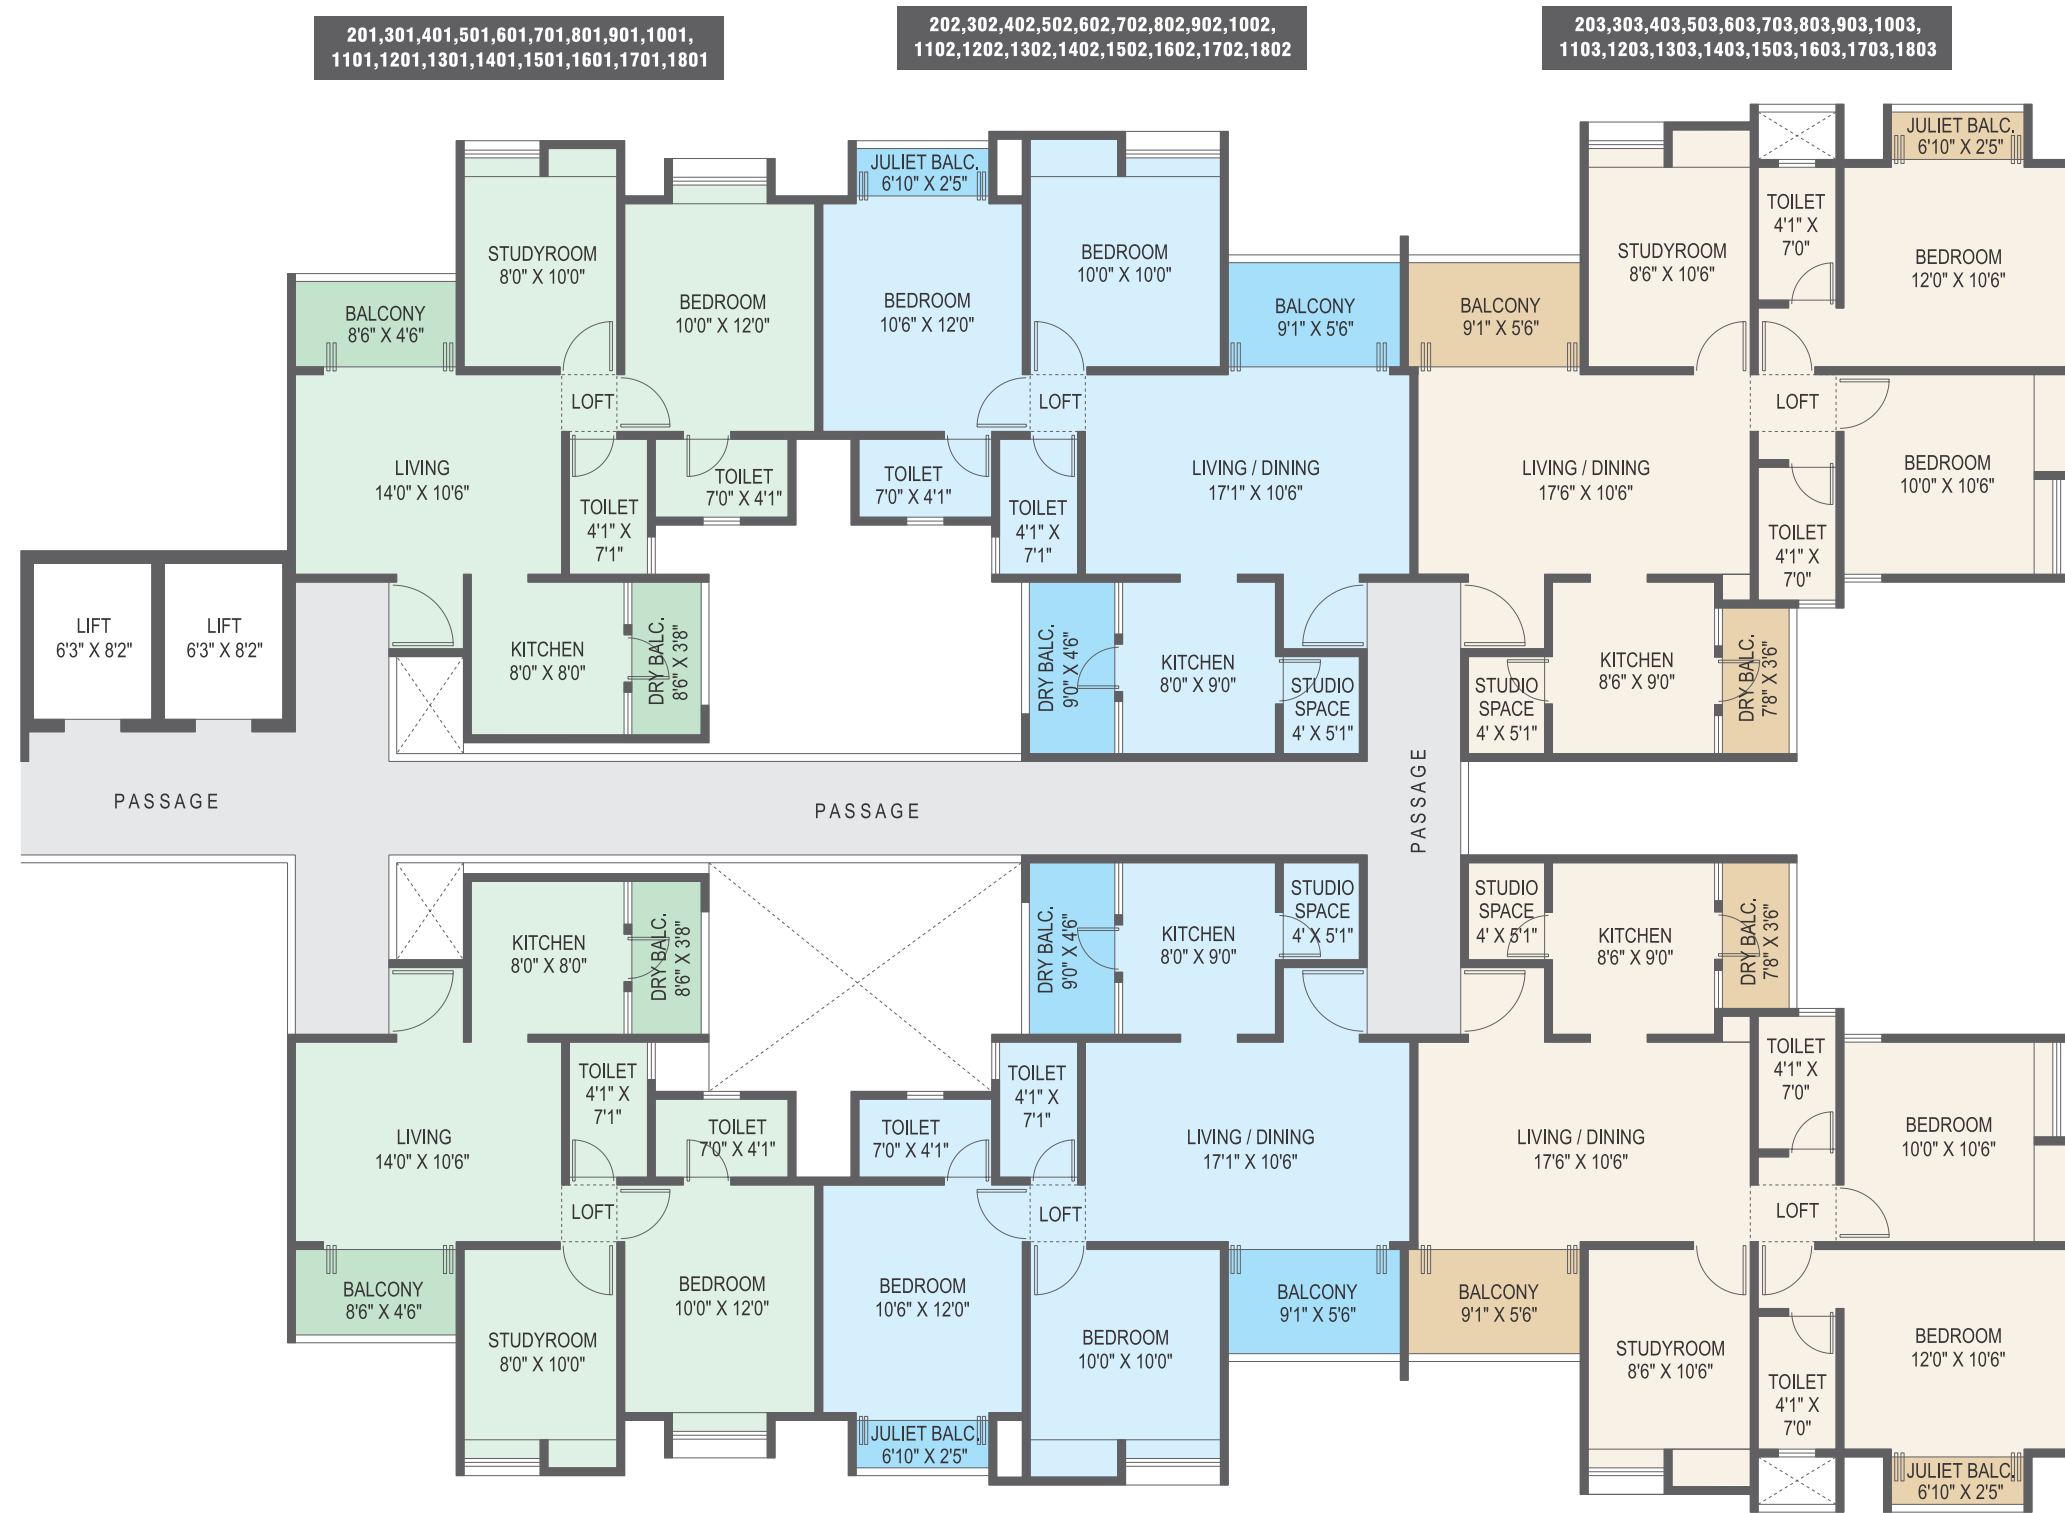 201,301,401,501,601,701,801,901,1001,
1101,1201,1301,1401,1501,1601,1701,1801
202,302,402,502,602,702,802,902,1002,
1102,1202,1302,1402,1502,1602,1702,1802
203,303,403,503,603,703,803,903,1003,
1103,1203,1303,1403,1503,1603,1703,1803
STUDYROOM
8'0" X 10'0"
BALCONY
8'6" X 4'6"
BEDROOM
10'0" X 12'0"
LOFT
LIVING
14'0" X 10'6"
TOILET
4'1" X
7'1"
TOILET
7'0" X 4'1"
LIFT
6'3" X 8'2"
LIFT
6'3" X 8'2"
KITCHEN
8'0" X 8'0"
DRY BALC.
8'6" X 3'8"
JULIET BALC.
6'10" X 2'5"
BEDROOM
10'6" X 12'0"
BEDROOM
10'0" X 10'0"
BALCONY
9'1" X 5'6"
LOFT
TOILET
7'0" X 4'1"
TOILET
4'1" X
7'1"
LIVING / DINING
17'1" X 10'6"
DRY BALC.
9'0" X 4'6"
KITCHEN
8'0" X 9'0"
STUDIO
SPACE
4' X 5'1"
BALCONY
9'1" X 5'6"
STUDYROOM
8'6" X 10'6"
TOILET
4'1" X
7'0"
JULIET BALC.
6'10" X 2'5"
BEDROOM
12'0" X 10'6"
LOFT
LIVING / DINING
17'6" X 10'6"
BEDROOM
10'0" X 10'6"
TOILET
4'1" X
7'0"
STUDIO
SPACE
4' X 5'1"
KITCHEN
8'6" X 9'0"
DRY BALC.
7'8" X 3'6"
PASSAGE
PASSAGE
PASSAGE
KITCHEN
8'0" X 8'0"
DRY BALC.
8'6" X 3'8"
LIVING
14'0" X 10'6"
TOILET
4'1" X
7'1"
TOILET
7'0" X 4'1"
LOFT
BALCONY
8'6" X 4'6"
STUDYROOM
8'0" X 10'0"
BEDROOM
10'0" X 12'0"
DRY BALC.
9'0" X 4'6"
KITCHEN
8'0" X 9'0"
STUDIO
SPACE
4' X 5'1"
TOILET
7'0" X 4'1"
TOILET
4'1" X
7'1"
LIVING / DINING
17'1" X 10'6"
LOFT
BEDROOM
10'6" X 12'0"
BEDROOM
10'0" X 10'0"
BALCONY
9'1" X 5'6"
JULIET BALC.
6'10" X 2'5"
STUDIO
SPACE
4' X 5'1"
KITCHEN
8'6" X 9'0"
DRY BALC.
7'8" X 3'6"
TOILET
4'1" X
7'0"
LIVING / DINING
17'6" X 10'6"
BEDROOM
10'0" X 10'6"
LOFT
BALCONY
9'1" X 5'6"
STUDYROOM
8'6" X 10'6"
TOILET
4'1" X
7'0"
BEDROOM
12'0" X 10'6"
JULIET BALC.
6'10" X 2'5"